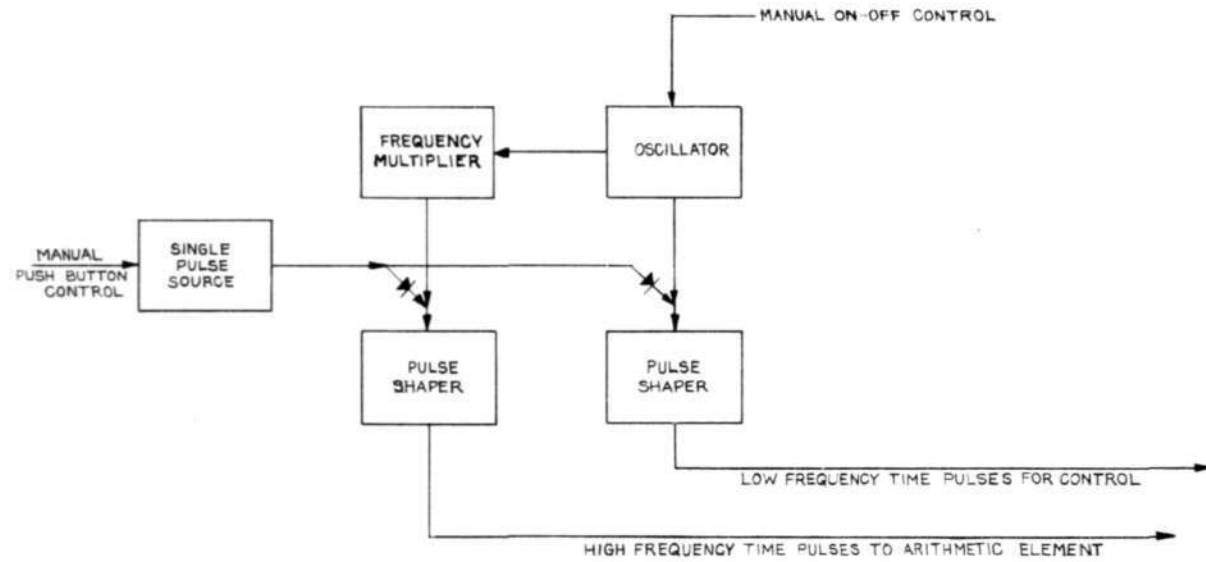 MANUAL ON-OFF CONTROL
FREQUENCY
MULTIPLIER
OSCILLATOR
MANUAL
PUSH BUTTON
CONTROL
SINGLE
PULSE
SOURCE
PULSE
SHAPER
PULSE
SHAPER
LOW FREQUENCY TIME PULSES FOR CONTROL
HIGH FREQUENCY TIME PULSES TO ARITHMETIC ELEMENT